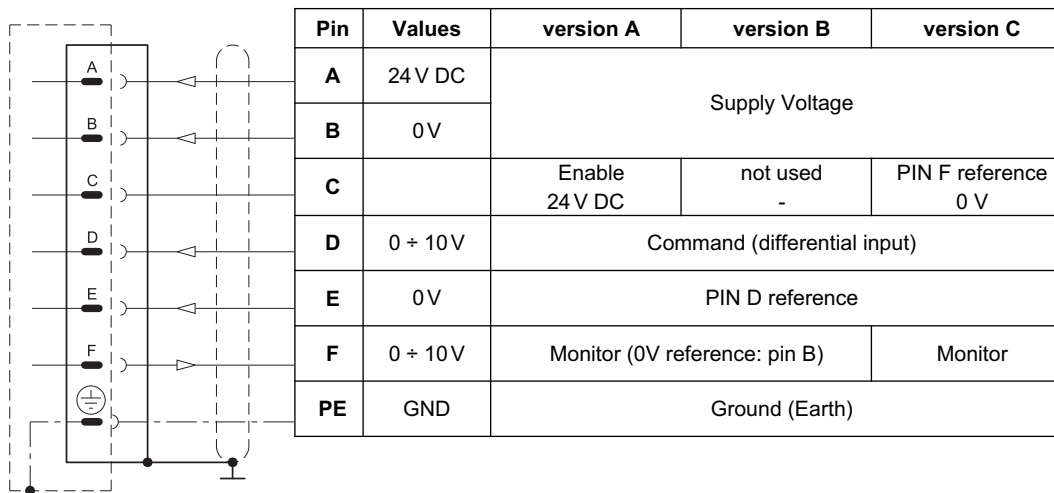 Pin Values version A version B version C
A 24 V DC Supply Voltage
B 0 V
C Enable 24 V DC not used - PIN F reference 0 V
D 0 ÷ 10 V Command (differential input)
E 0 V PIN D reference
F 0 ÷ 10 V Monitor (0V reference: pin B) Monitor
PE GND Ground (Earth)
A
B
C
D
E
F